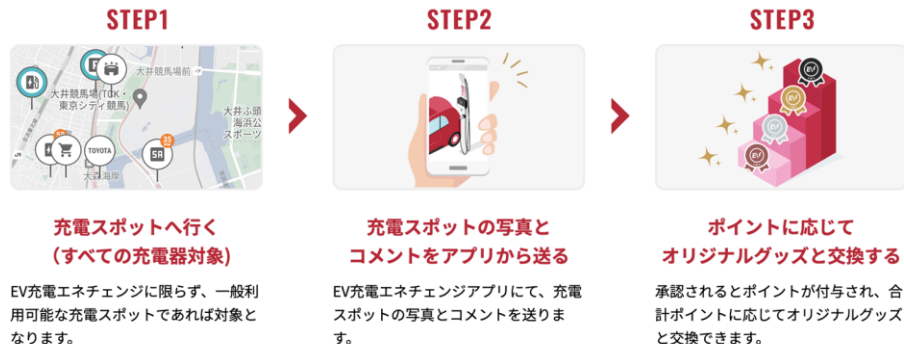 STEP1
STEP2
STEP3
大井競馬場前
大井競馬場(TCK・
東京シティ競馬)
大井ふ頭
海浜公
スポーツ
TOYOTA
SR
大森海岸
EV
EV
EV
EV
充電スポットへ行く
(すべての充電器対象)
EV充電エネチェンジに限らず、一般利
用可能な充電スポットであれば対象と
なります。
充電スポットの写真と
コメントをアプリから送る
EV充電エネチェンジアプリにて、充電
スポットの写真とコメントを送りま
す。
ポイントに応じて
オリジナルグッズと交換する
承認されるとポイントが付与され、合
計ポイントに応じてオリジナルグッズ
と交換できます。